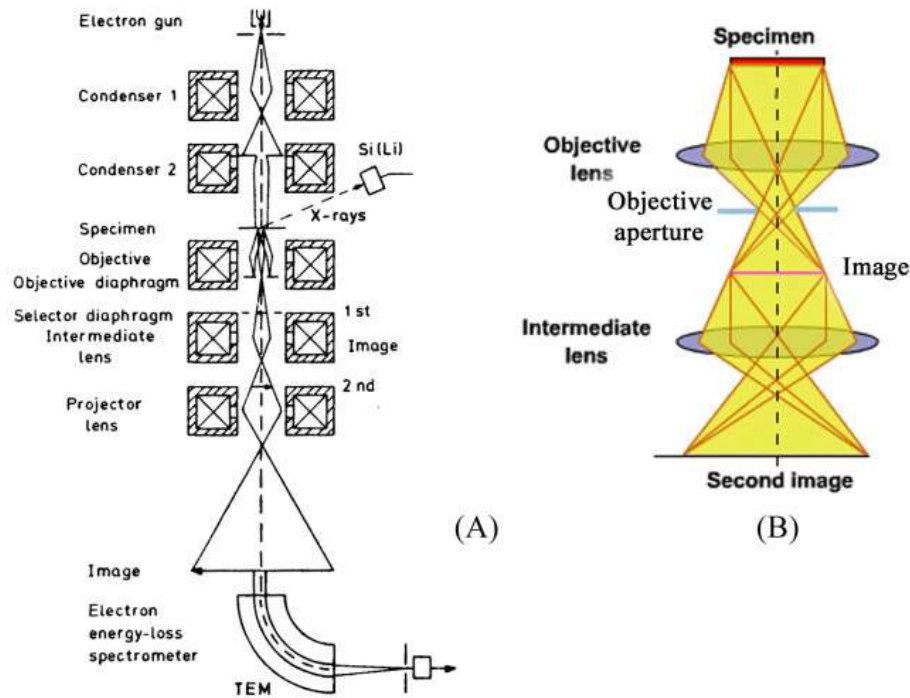 Electron gun
Condenser 1
Condenser 2
Si(Li)
X-rays
Specimen
Objective
Objective diaphragm
Selector diaphragm
Intermediate
lens
1 st
Image
2 nd
Projector
lens
Image
Electron
energy-loss
spectrometer
TEM
(A)
Specimen
Objective
lens
Objective
aperture
Image
Intermediate
lens
Second image
(B)